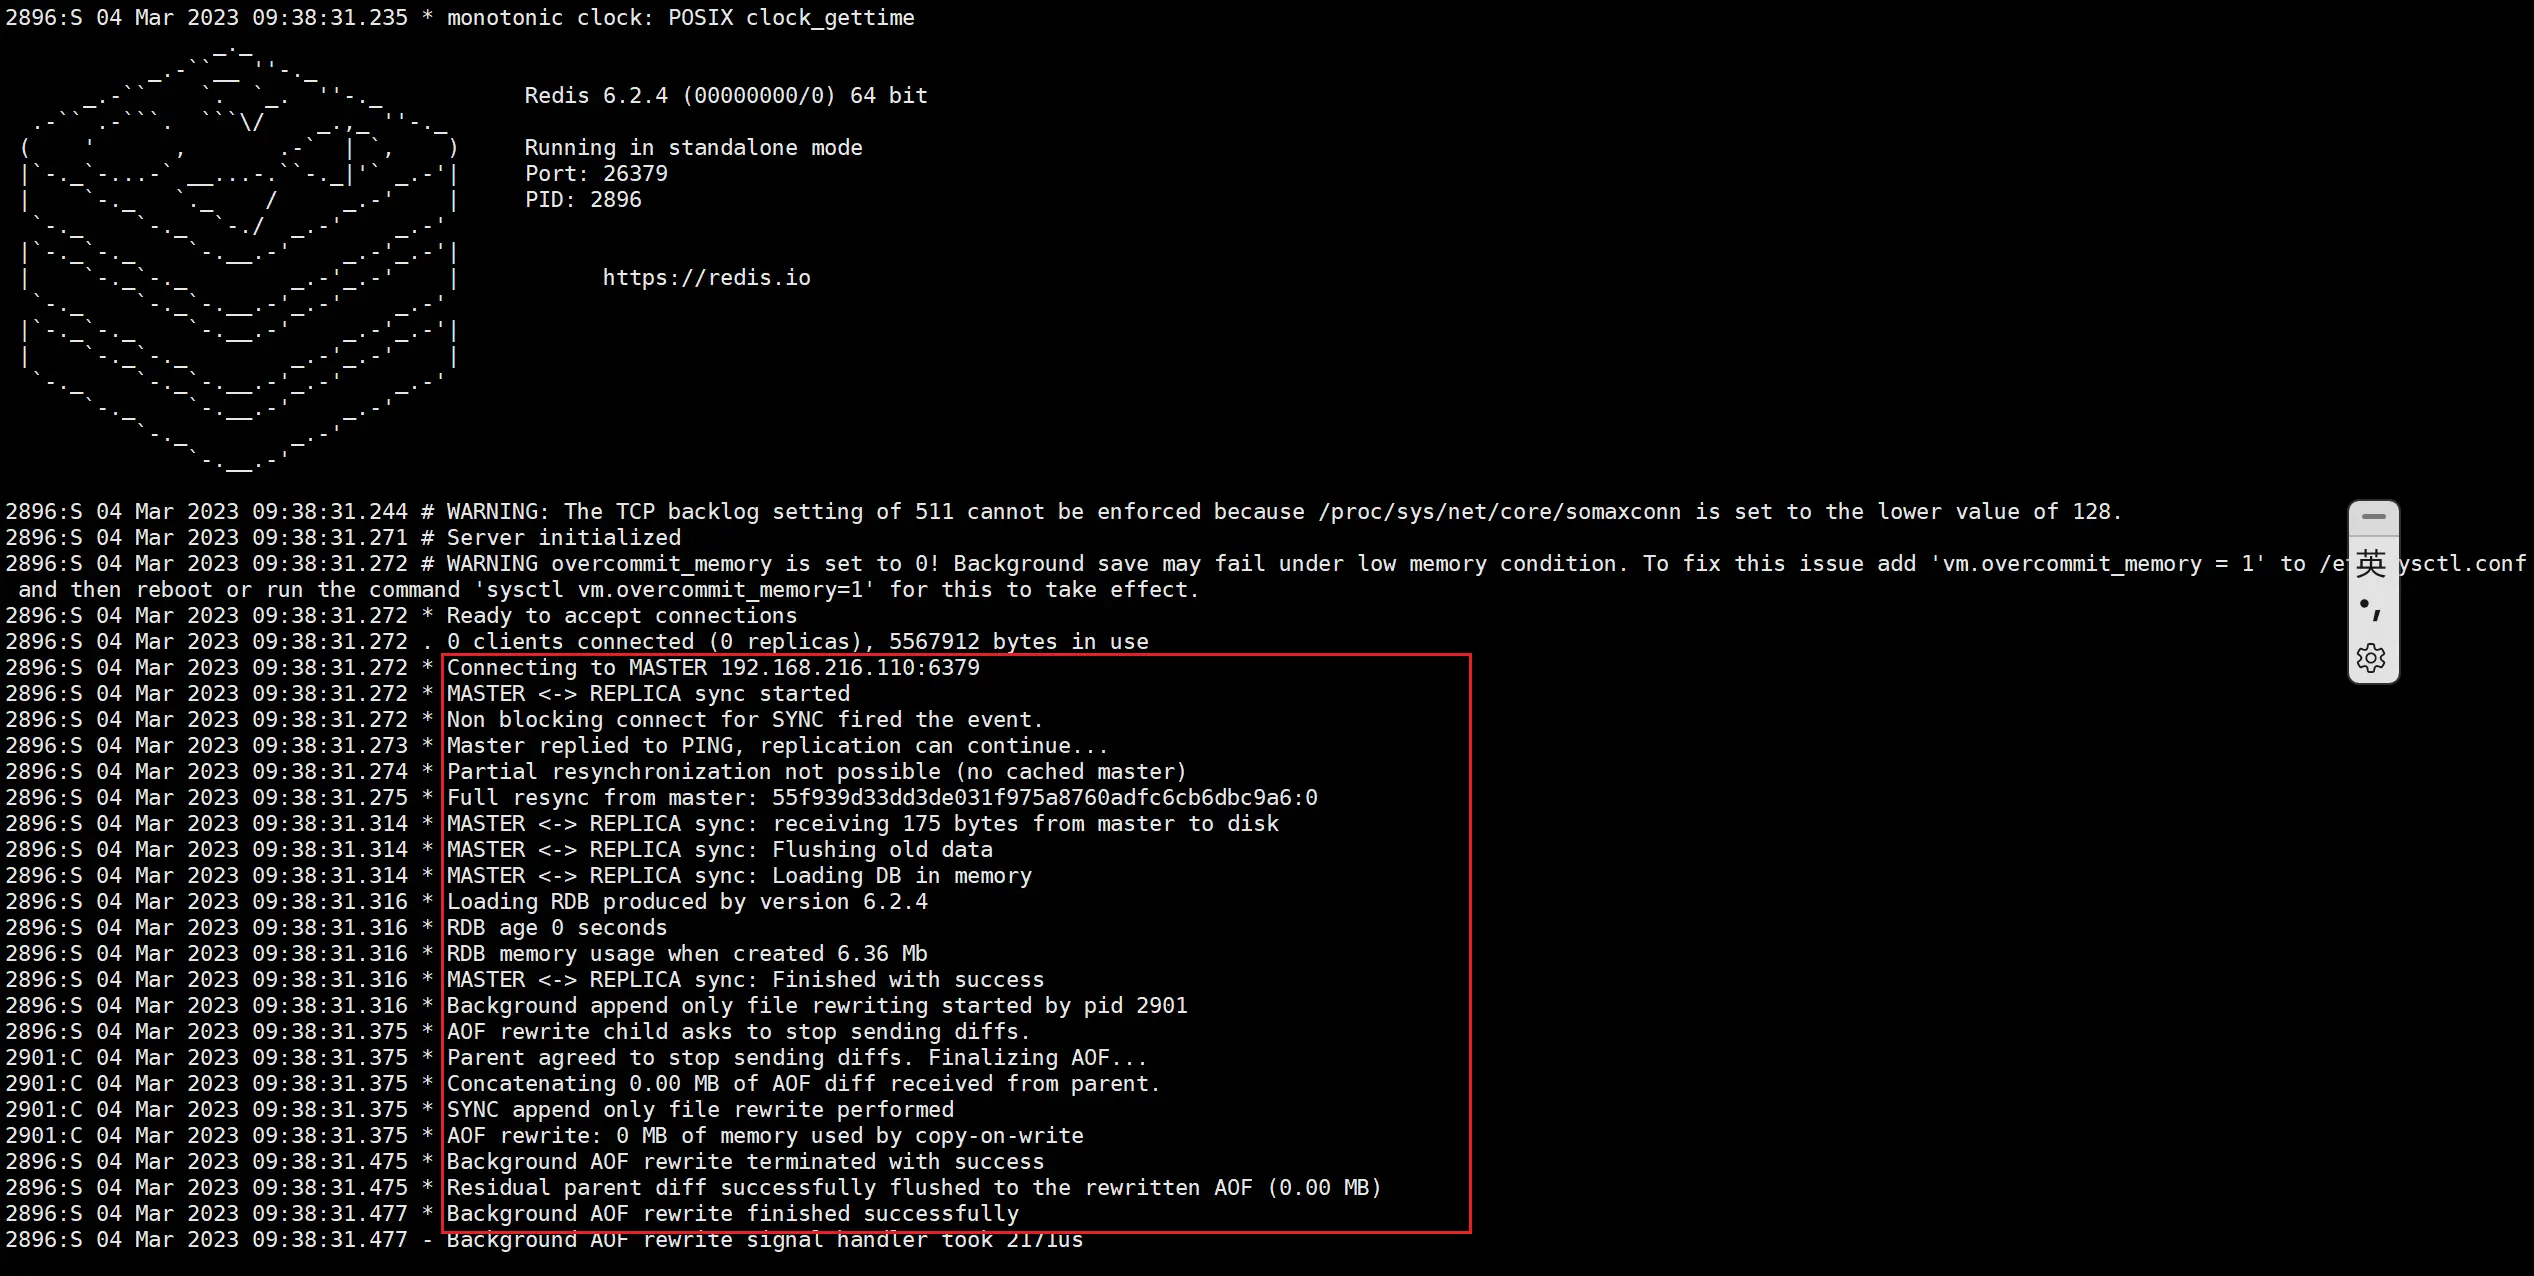 2896:S 04 Mar 2023 09:38:31.235 * monotonic clock: POSIX clock_gettime
Redis 6.2.4 (00000000/0) 64 bit
Running in standalone mode
Port: 26379
PID: 2896
https://redis.io
2896:S 04 Mar 2023 09:38:31.244 # WARNING: The TCP backlog setting of 511 cannot be enforced because /proc/sys/net/core/somaxconn is set to the lower value of 128.
2896:S 04 Mar 2023 09:38:31.271 # Server initialized
2896:S 04 Mar 2023 09:38:31.272 # WARNING overcommit_memory is set to 0! Background save may fail under low memory condition. To fix this issue add 'vm.overcommit_memory = 1' to /et ysctl.conf
and then reboot or run the command 'sysctl vm.overcommit_memory=1' for this to take effect.
2896:S 04 Mar 2023 09:38:31.272 * Ready to accept connections
2896:S 04 Mar 2023 09:38:31.272 . 0 clients connected (0 replicas), 5567912 bytes in use
2896:S 04 Mar 2023 09:38:31.272 * Connecting to MASTER 192.168.216.110:6379
2896:S 04 Mar 2023 09:38:31.272 * MASTER <-> REPLICA sync started
2896:S 04 Mar 2023 09:38:31.272 * Non blocking connect for SYNC fired the event.
2896:S 04 Mar 2023 09:38:31.273 * Master replied to PING, replication can continue...
2896:S 04 Mar 2023 09:38:31.274 * Partial resynchronization not possible (no cached master)
2896:S 04 Mar 2023 09:38:31.275 * Full resync from master: 55f939d33dd3de031f975a8760adfc6cb6dbc9a6:0
2896:S 04 Mar 2023 09:38:31.314 * MASTER <-> REPLICA sync: receiving 175 bytes from master to disk
2896:S 04 Mar 2023 09:38:31.314 * MASTER <-> REPLICA sync: Flushing old data
2896:S 04 Mar 2023 09:38:31.314 * MASTER <-> REPLICA sync: Loading DB in memory
2896:S 04 Mar 2023 09:38:31.316 * Loading RDB produced by version 6.2.4
2896:S 04 Mar 2023 09:38:31.316 * RDB age 0 seconds
2896:S 04 Mar 2023 09:38:31.316 * RDB memory usage when created 6.36 Mb
2896:S 04 Mar 2023 09:38:31.316 * MASTER <-> REPLICA sync: Finished with success
2896:S 04 Mar 2023 09:38:31.316 * Background append only file rewriting started by pid 2901
2896:S 04 Mar 2023 09:38:31.375 * AOF rewrite child asks to stop sending diffs.
2901:C 04 Mar 2023 09:38:31.375 * Parent agreed to stop sending diffs. Finalizing AOF...
2901:C 04 Mar 2023 09:38:31.375 * Concatenating 0.00 MB of AOF diff received from parent.
2901:C 04 Mar 2023 09:38:31.375 * SYNC append only file rewrite performed
2901:C 04 Mar 2023 09:38:31.375 * AOF rewrite: 0 MB of memory used by copy-on-write
2896:S 04 Mar 2023 09:38:31.475 * Background AOF rewrite terminated with success
2896:S 04 Mar 2023 09:38:31.475 * Residual parent diff successfully flushed to the rewritten AOF (0.00 MB)
2896:S 04 Mar 2023 09:38:31.477 * Background AOF rewrite finished successfully
2896:S 04 Mar 2023 09:38:31.477 - Background AOF rewrite signal handler took 2171us
英